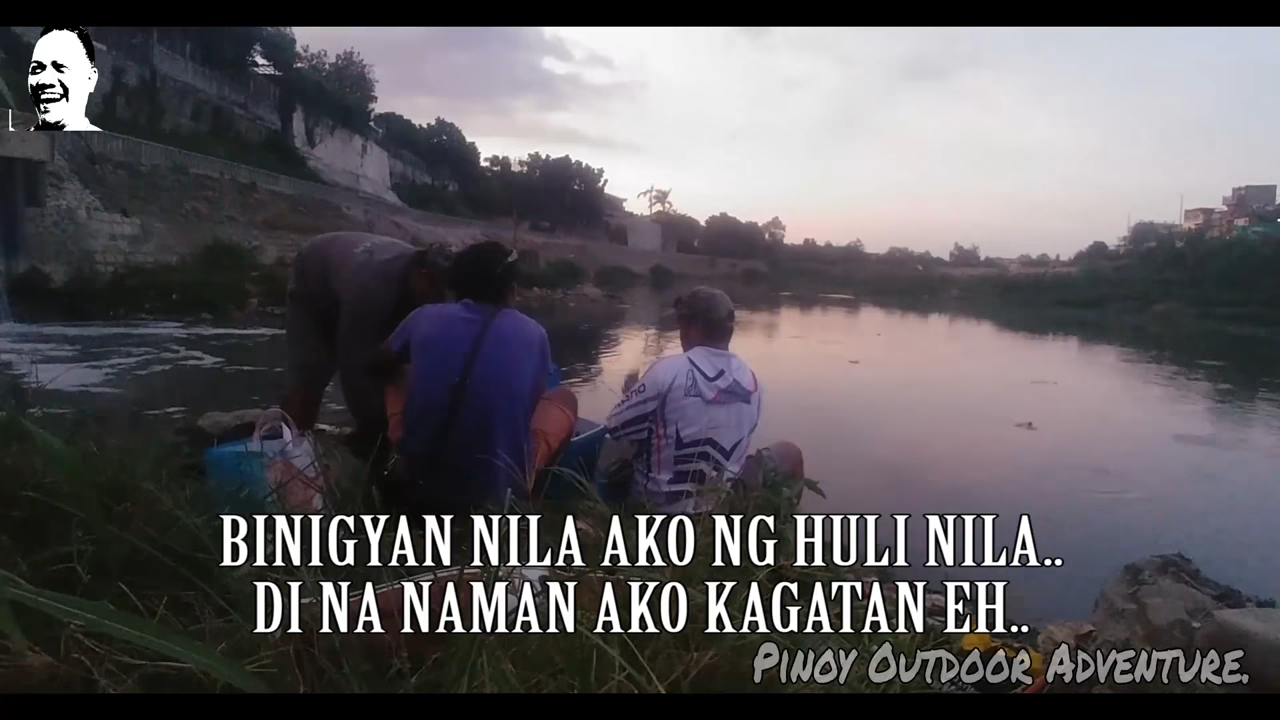 BINIGYAN NILA AKO NG HULI NILA..
DI NA NAMAN AKO KAGATAN EH..
PINOY OUTDOOR ADVENTURE.